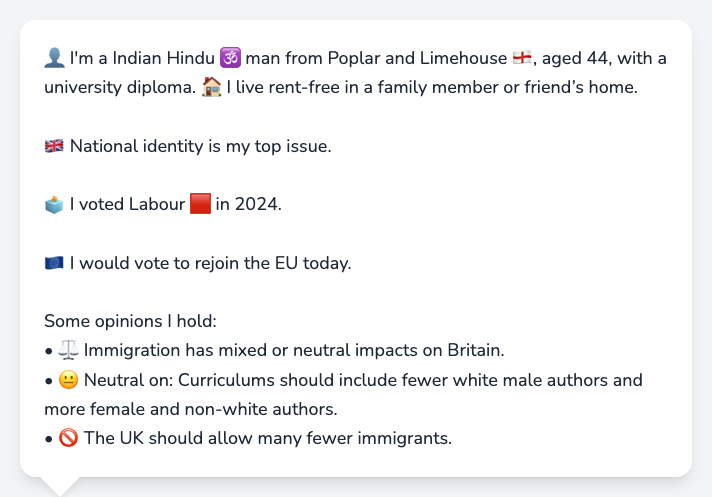 👤 I'm a Indian Hindu 🕉️ man from Poplar and Limehouse 🏴󠁧󠁢󠁥󠁮󠁧󠁿, aged 44, with a
university diploma. 🏠 I live rent-free in a family member or friend’s home.
🇬🇧 National identity is my top issue.
🗳️ I voted Labour 🟥 in 2024.
🇪🇺 I would vote to rejoin the EU today.
Some opinions I hold:
• ⚖️ Immigration has mixed or neutral impacts on Britain.
• 😐 Neutral on: Curriculums should include fewer white male authors and
more female and non-white authors.
• 🚫 The UK should allow many fewer immigrants.